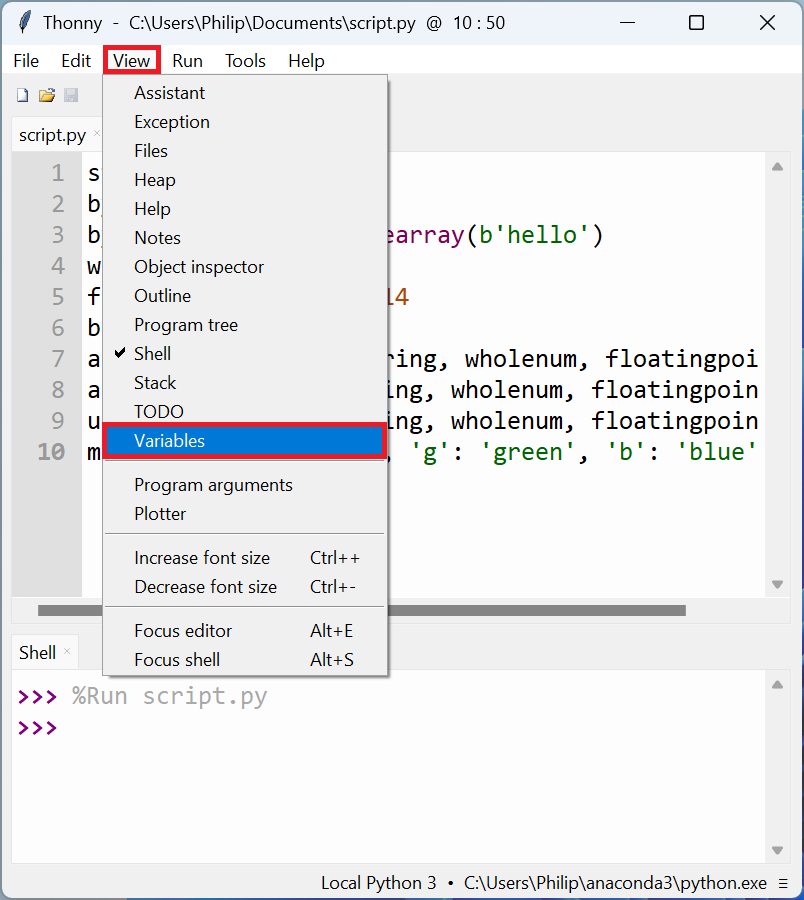 Thonny - C:\Users\Philip\Documents\script.py @ 10 : 50
File Edit View Run Tools Help
script.py ×
Assistant
Exception
Files
Heap
Help
Notes
Object inspector
Outline
Program tree
✓ Shell
Stack
TODO
Variables
Program arguments
Plotter
Increase font size Ctrl++
Decrease font size Ctrl+-
Focus editor Alt+E
Focus shell Alt+S
1 s
2 b
3 b earray(b'hello')
4 w
5 f 14
6 b
7 a ring, wholenum, floatingpoi
8 a ing, wholenum, floatingpoin
9 u ing, wholenum, floatingpoin
10 m , 'g': 'green', 'b': 'blue'
Shell ×
>>> %Run script.py
>>>
Local Python 3 • C:\Users\Philip\anaconda3\python.exe ≡